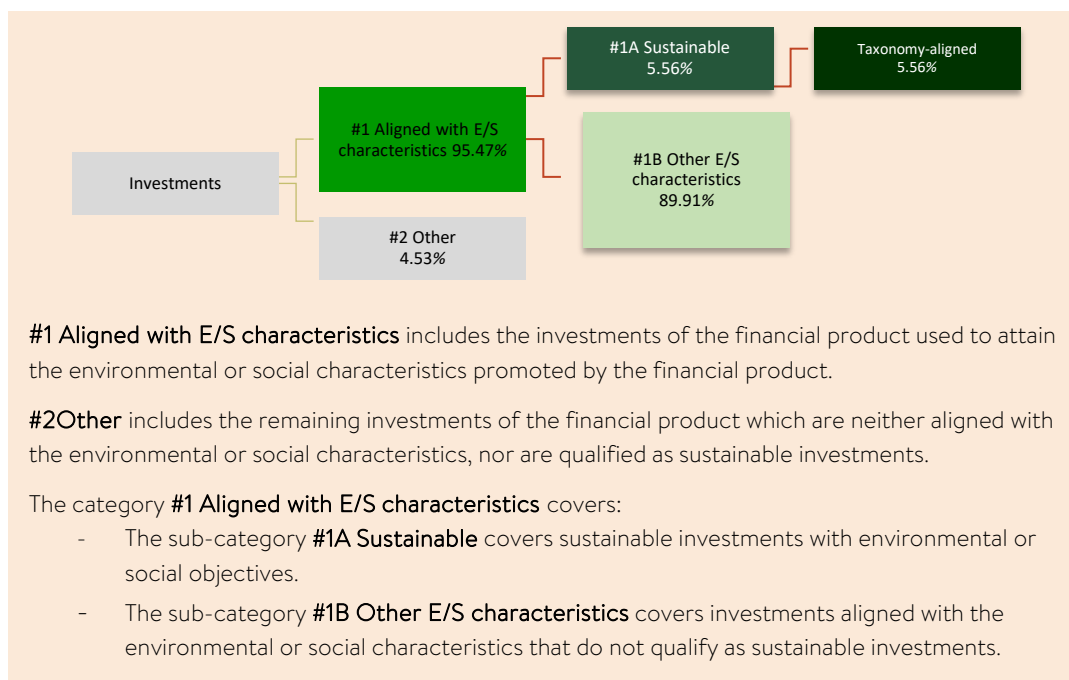 #1A Sustainable
5.56%
Taxonomy-aligned
5.56%
#1 Aligned with E/S
characteristics 95.47%
#1B Other E/S
characteristics
89.91%
Investments
#2 Other
4.53%
#1 Aligned with E/S characteristics includes the investments of the financial product used to attain
the environmental or social characteristics promoted by the financial product.
#2Other includes the remaining investments of the financial product which are neither aligned with
the environmental or social characteristics, nor are qualified as sustainable investments.
The category #1 Aligned with E/S characteristics covers:
- The sub-category #1A Sustainable covers sustainable investments with environmental or
social objectives.
- The sub-category #1B Other E/S characteristics covers investments aligned with the
environmental or social characteristics that do not qualify as sustainable investments.